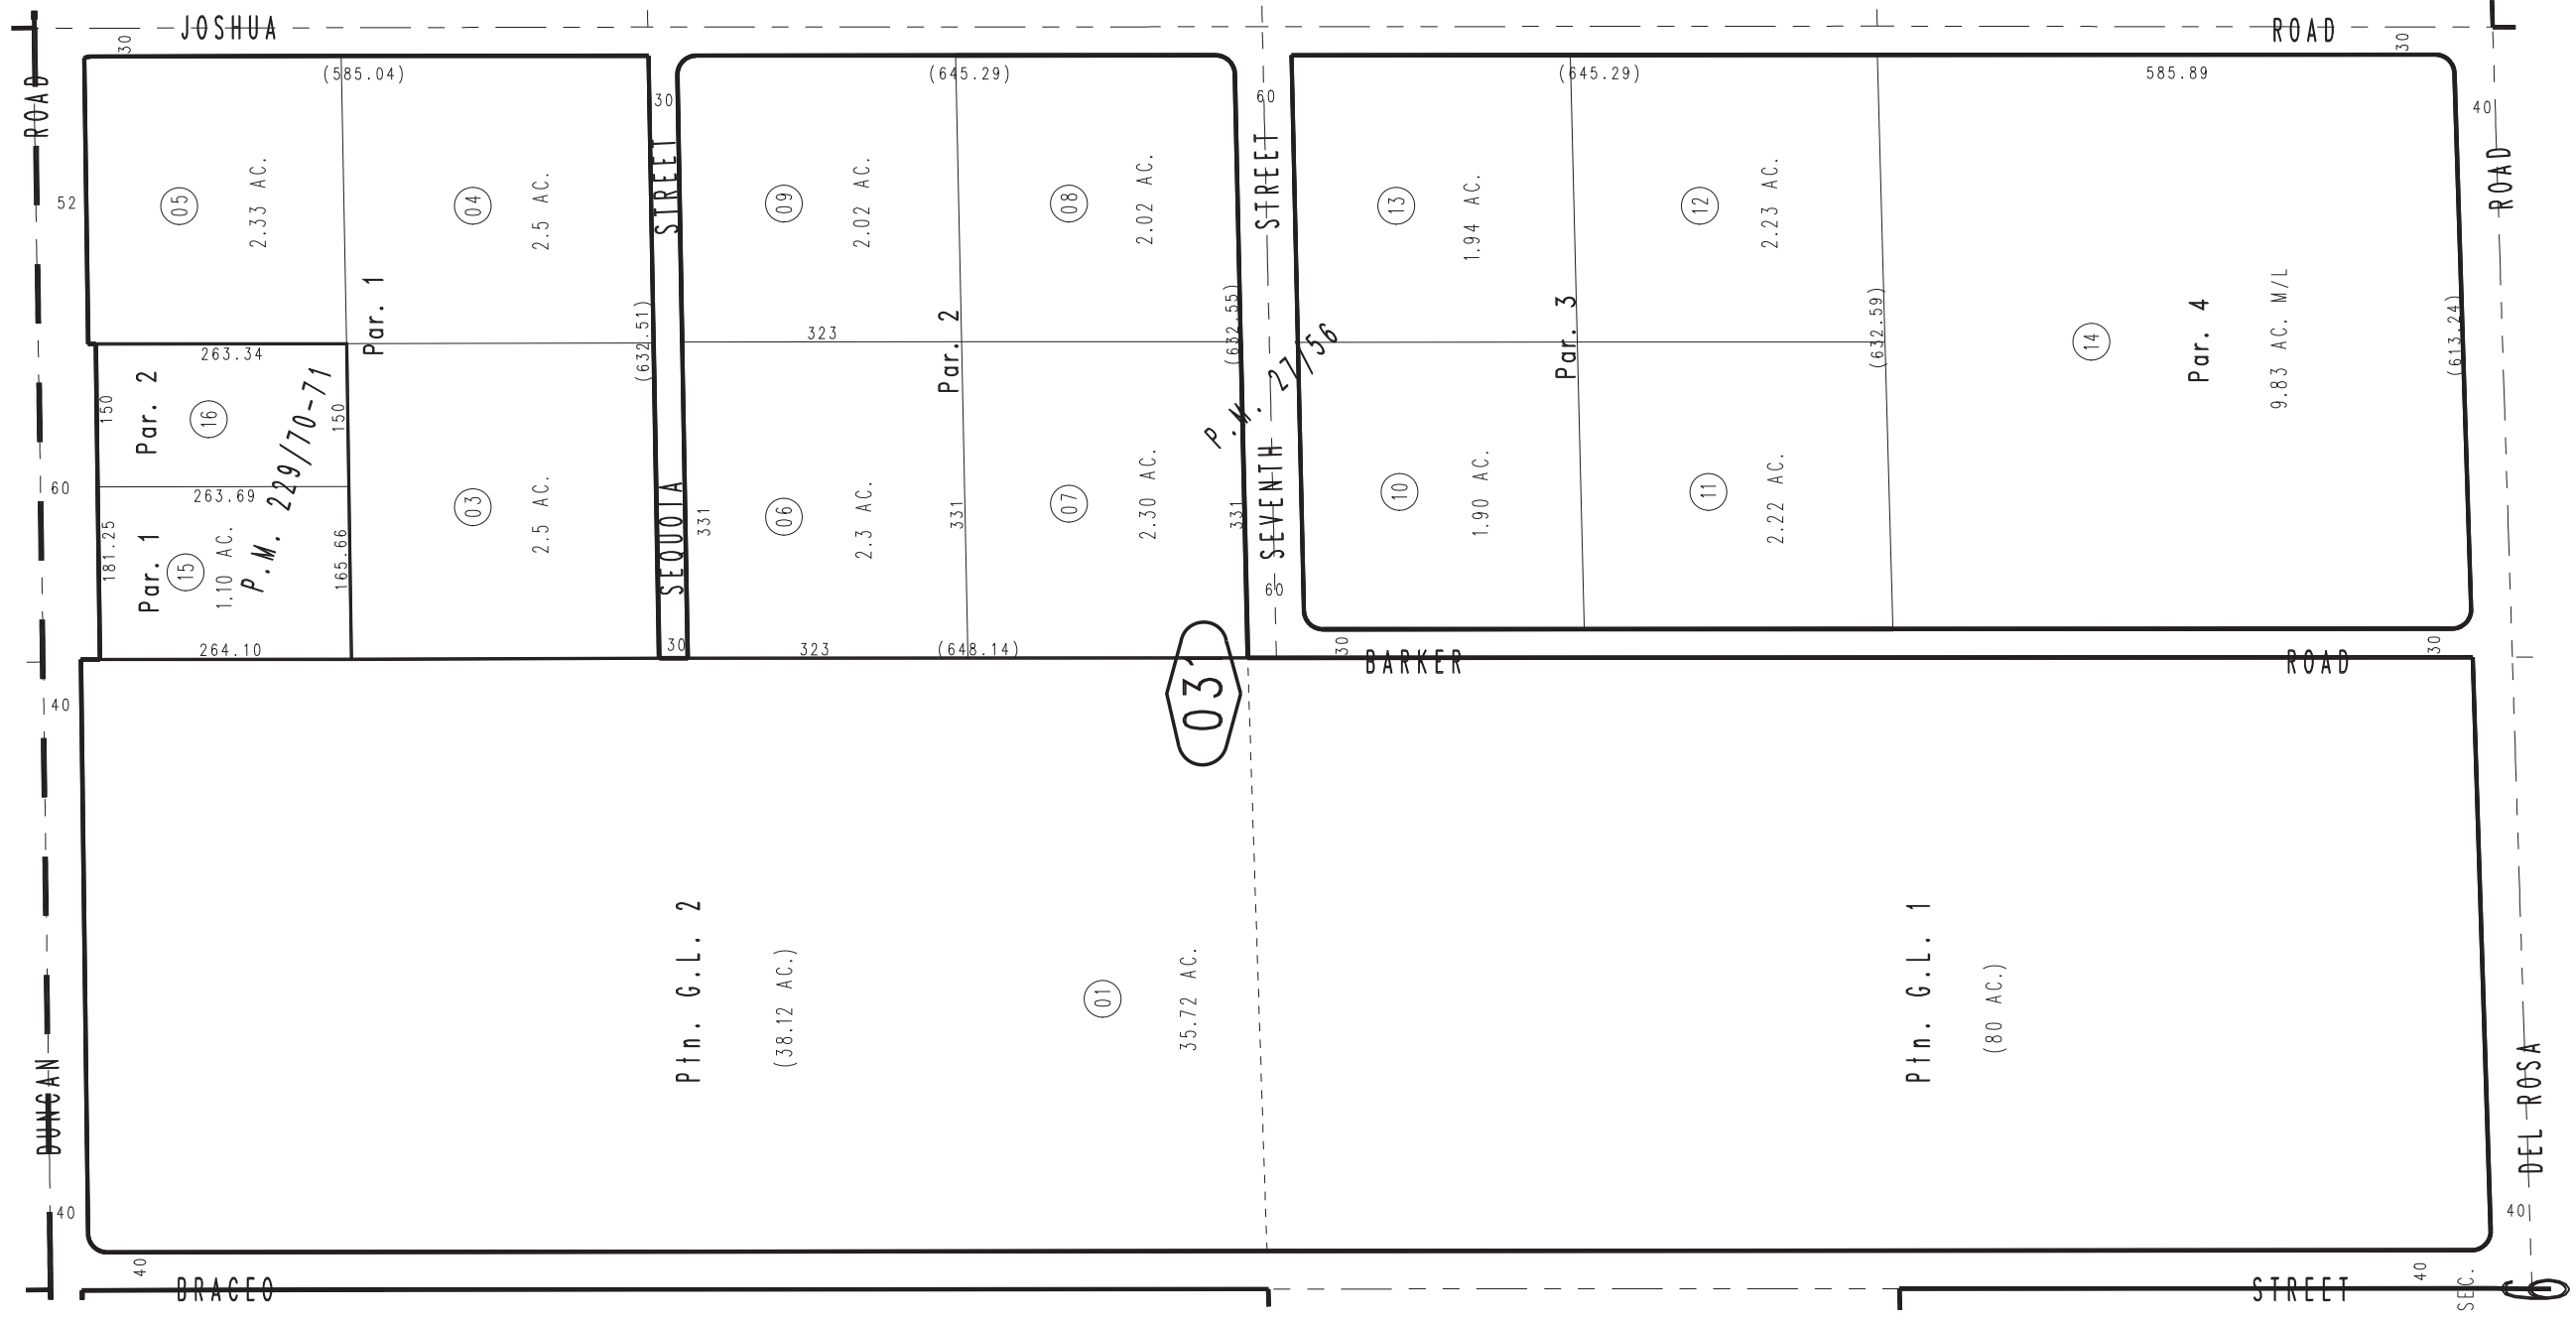 JOSHUA ROAD
30
30
(585.04)
(645.29)
(645.29)
585.89
ROAD
30
60
40
ROAD
STREET
STREET
52
05
2.33 AC.
04
2.5 AC.
09
2.02 AC.
08
2.02 AC.
13
1.94 AC.
12
2.23 AC.
Par. 1
(632.51)
323
Par. 2
(632.55)
P.M. 27/56
Par. 3
(632.59)
14
Par. 4
9.83 AC. M/L
(613.24)
263.34
150
Par. 2
16
150
P.M. 229/70-71
60
263.69
181.25
Par. 1
15
1.10 AC.
165.66
03
2.5 AC.
SEQUOIA
331
06
2.3 AC.
331
07
2.30 AC.
331
SEVENTH
60
10
1.90 AC.
11
2.22 AC.
264.10
30
323
(648.14)
30
30
BARKER ROAD
03
40
Ptn. G.L. 2
(38.12 AC.)
01
35.72 AC.
Ptn. G.L. 1
(80 AC.)
DUNCAN
DEL ROSA
40
40
40
40
BRACEO STREET
SEC. 6